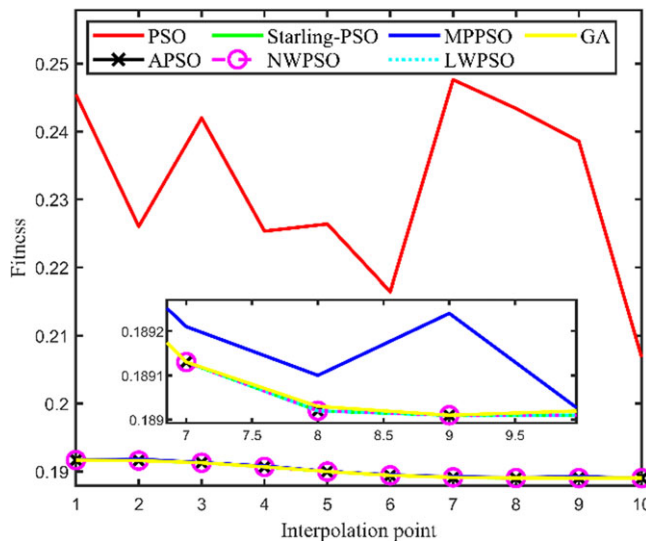 PSO Starling-PSO MPPSO GA
APSO NWPSO LWPSO
0.25
0.24
0.23
0.22
0.21
0.2
0.19
Fitness
0.1892
0.1891
0.189
7 7.5 8 8.5 9 9.5
1 2 3 4 5 6 7 8 9 10
Interpolation point